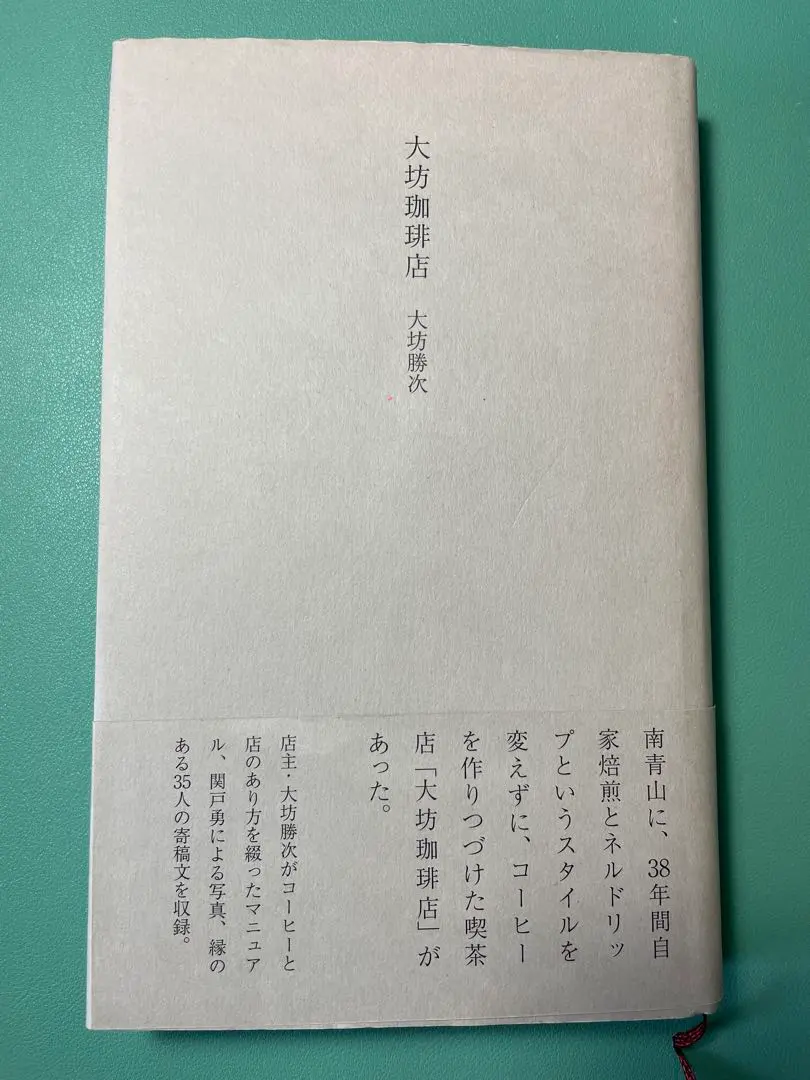 大坊珈琲店
大坊勝次
南青山に、38年間自
家焙煎とネルドリッ
プというスタイルを
変えずに、コーヒー
を作りつづけた喫茶
店「大坊珈琲店」が
あった。
店主・大坊勝次がコーヒーと
店のあり方を綴ったマニュア
ル、関戸勇による写真、縁の
ある35人の寄稿文を収録。